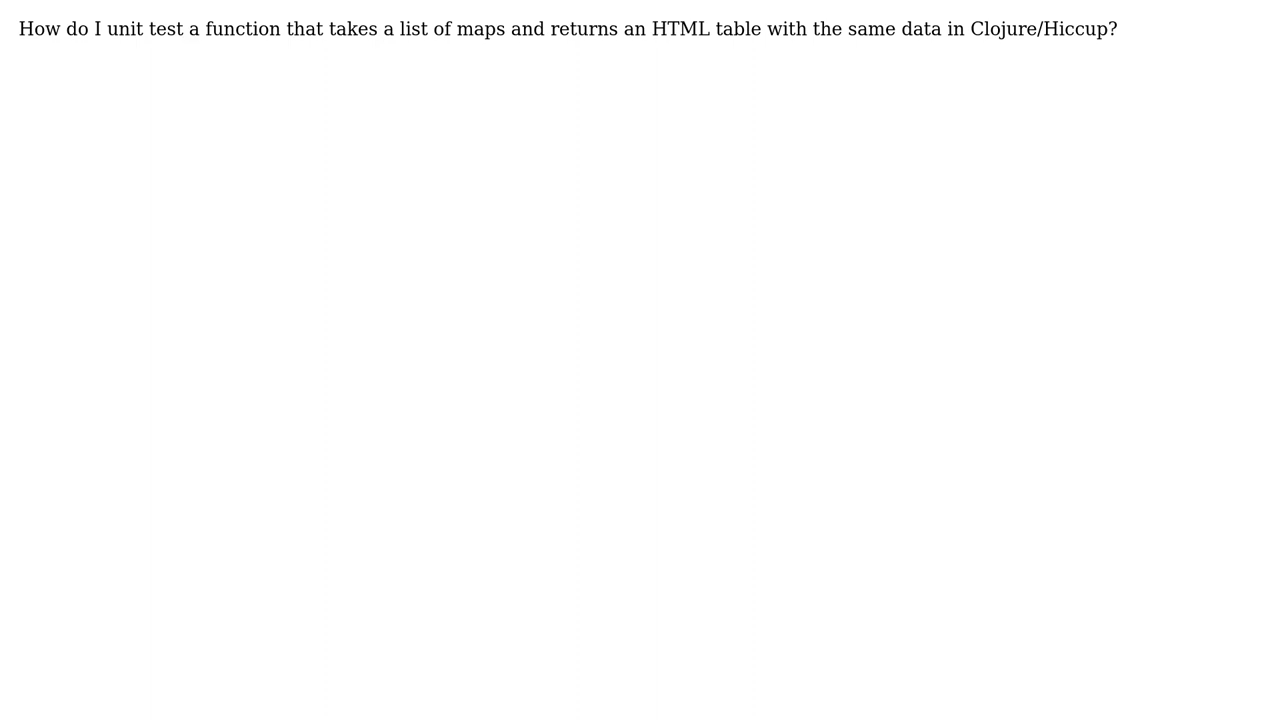 How do I unit test a function that takes a list of maps and returns an HTML table with the same data in Clojure/Hiccup?